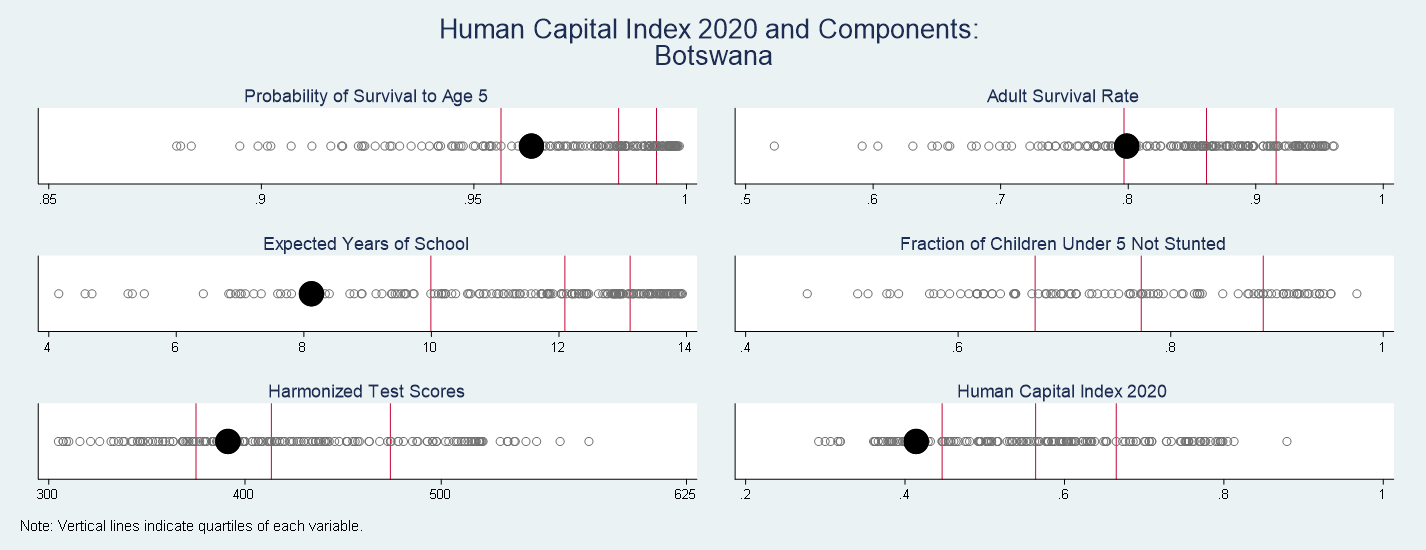 Human Capital Index 2020 and Components:
Botswana
Probability of Survival to Age 5
.85 .9 .95 1
Adult Survival Rate
.5 .6 .7 .8 .9 1
Expected Years of School
4 6 8 10 12 14
Fraction of Children Under 5 Not Stunted
.4 .6 .8 1
Harmonized Test Scores
300 400 500 625
Human Capital Index 2020
.2 .4 .6 .8 1
Note: Vertical lines indicate quartiles of each variable.